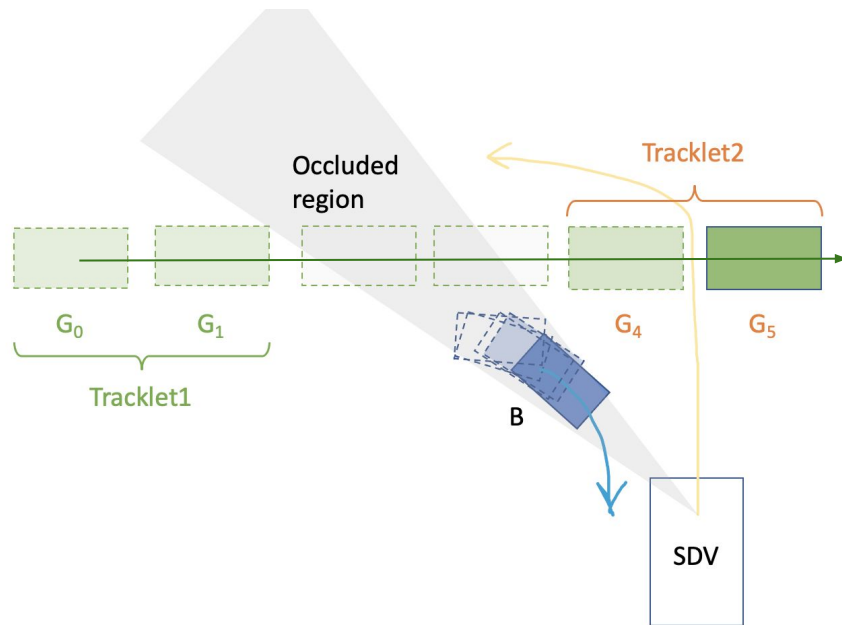 Occluded
region
Tracklet2
G₀
G₁
G₄
G₅
Tracklet1
B
SDV